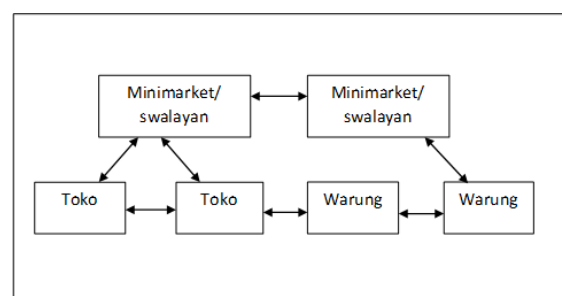 Minimarket/
swalayan
Minimarket/
swalayan
Toko
Toko
Warung
Warung